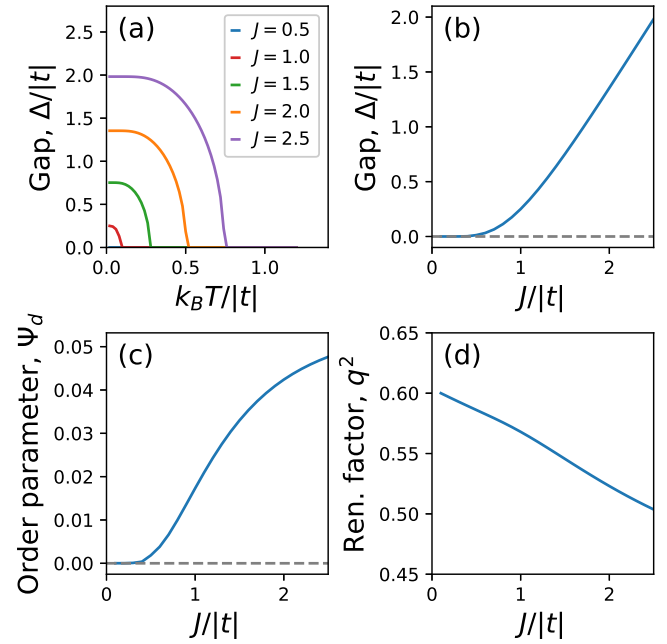 (a)
Gap, Δ/|t|
2.5
2.0
1.5
1.0
0.5
0.0
J = 0.5
J = 1.0
J = 1.5
J = 2.0
J = 2.5
0.0 0.5 1.0
k_B T/|t|
(b)
Gap, Δ/|t|
2.0
1.5
1.0
0.5
0.0
0 1 2
J/|t|
(c)
Order parameter, Ψ_d
0.05
0.04
0.03
0.02
0.01
0.00
0 1 2
J/|t|
(d)
Ren. factor, q²
0.65
0.60
0.55
0.50
0.45
0 1 2
J/|t|